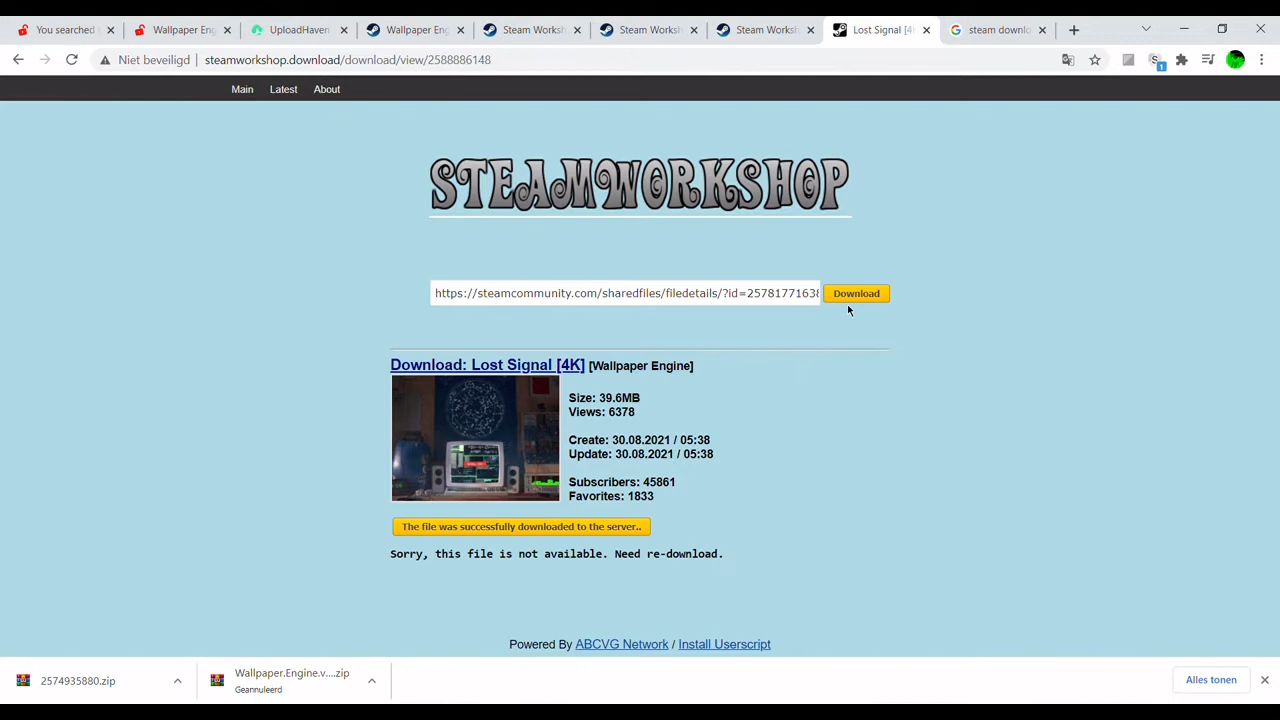 You searched
Wallpaper Eng
UploadHaven
Wallpaper Eng
Steam Worksh
Steam Worksh
Steam Worksh
Lost Signal [4K
steam downlo
Niet beveiligd
steamworkshop.download/download/view/2588886148
1
Main
Latest
About
STEAMWORKSHOP
https://steamcommunity.com/sharedfiles/filedetails/?id=2578177163
Download
Download: Lost Signal [4K] [Wallpaper Engine]
Size: 39.6MB
Views: 6378
Create: 30.08.2021 / 05:38
Update: 30.08.2021 / 05:38
Subscribers: 45861
Favorites: 1833
The file was successfully downloaded to the server..
Sorry, this file is not available. Need re-download.
Powered By ABCVG Network / Install Userscript
2574935880.zip
Wallpaper.Engine.v....zip
Geannuleerd
Alles tonen